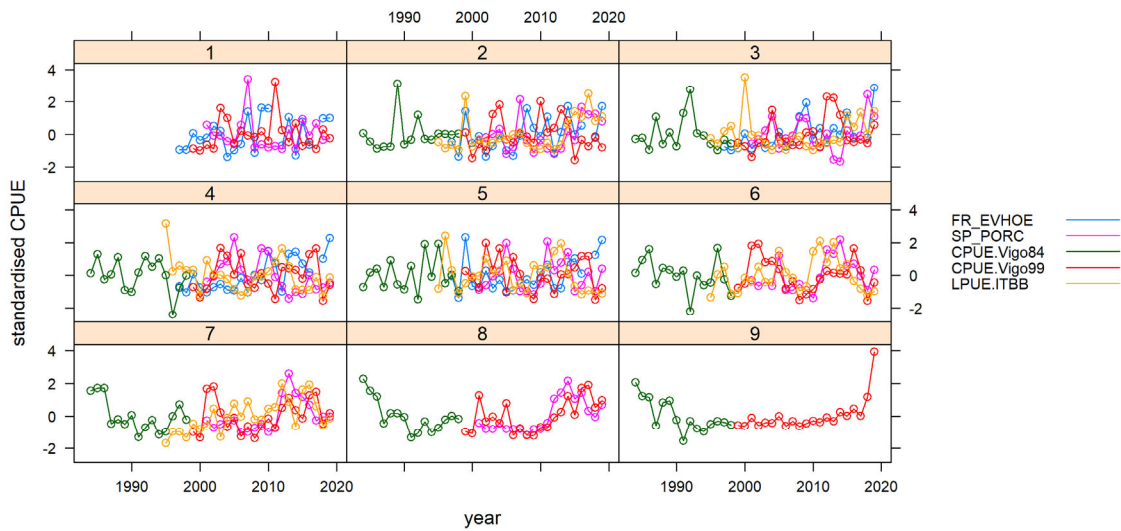 1990 2000 2010 2020
1 2 3
4
2
0
-2
4 5 6
4
2
0
-2
7 8 9
4
2
0
-2
1990 2000 2010 2020 1990 2000 2010 2020
standardised CPUE
year
FR_EVHOE
SP_PORC
CPUE.Vigo84
CPUE.Vigo99
LPUE.ITBB